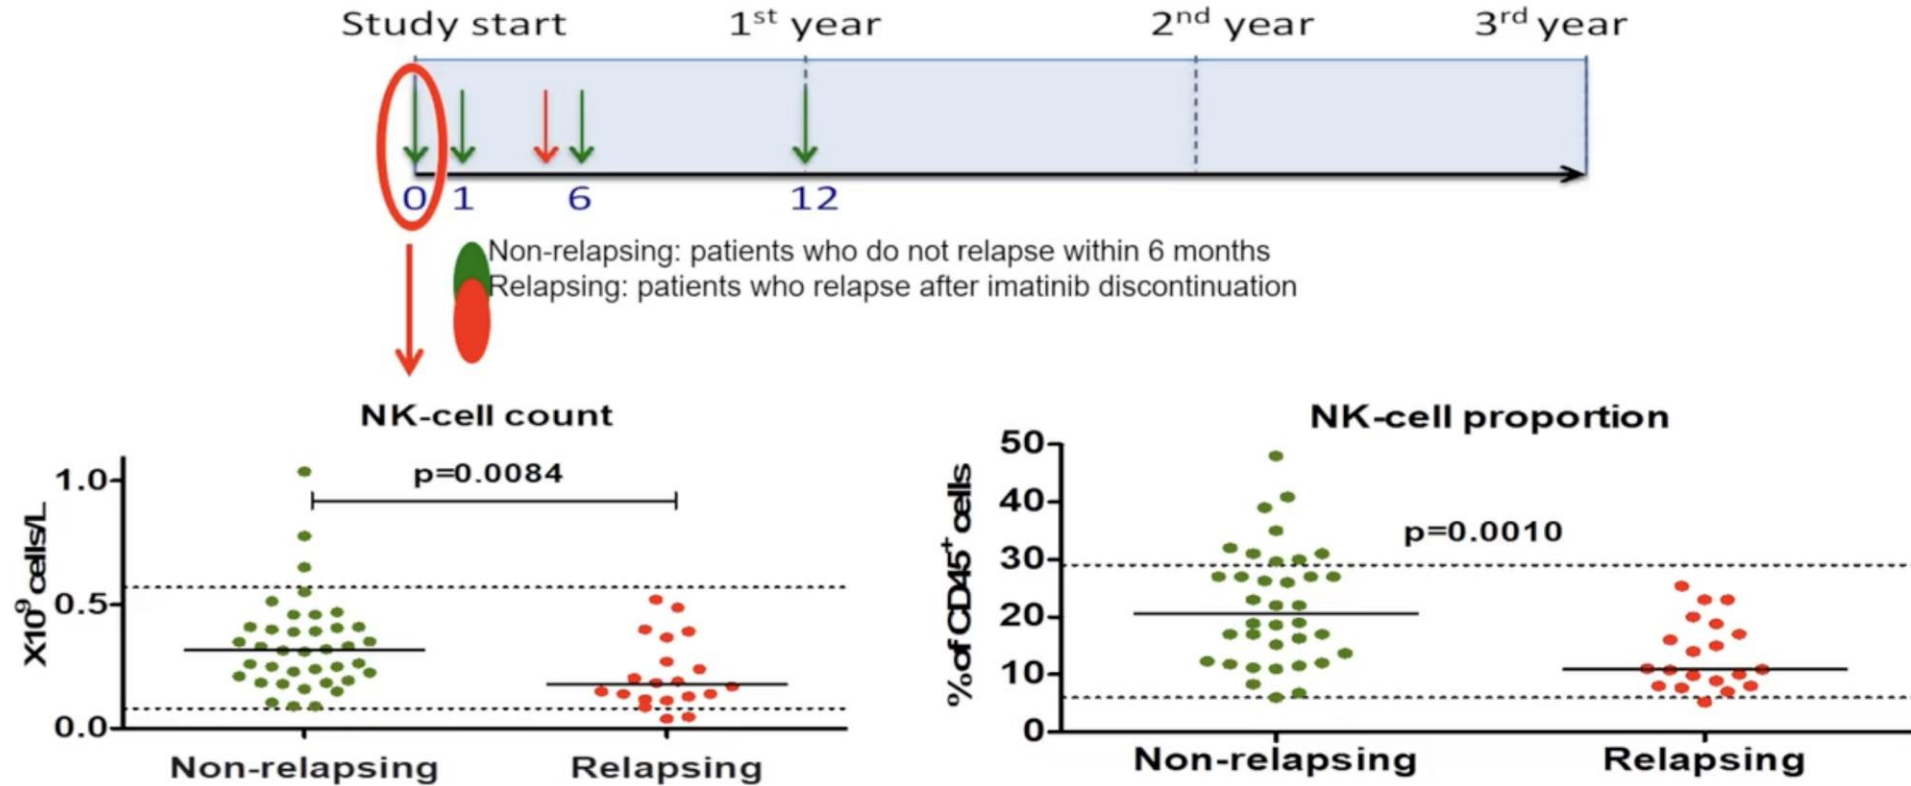 Study start 1st year 2nd year 3rd year
0 1 6 12
Non-relapsing: patients who do not relapse within 6 months
Relapsing: patients who relapse after imatinib discontinuation
NK-cell count
X10⁹ cells/L
1.0
0.5
0.0
p=0.0084
Non-relapsing Relapsing
NK-cell proportion
% of CD45⁺ cells
50
40
30
20
10
0
p=0.0010
Non-relapsing Relapsing